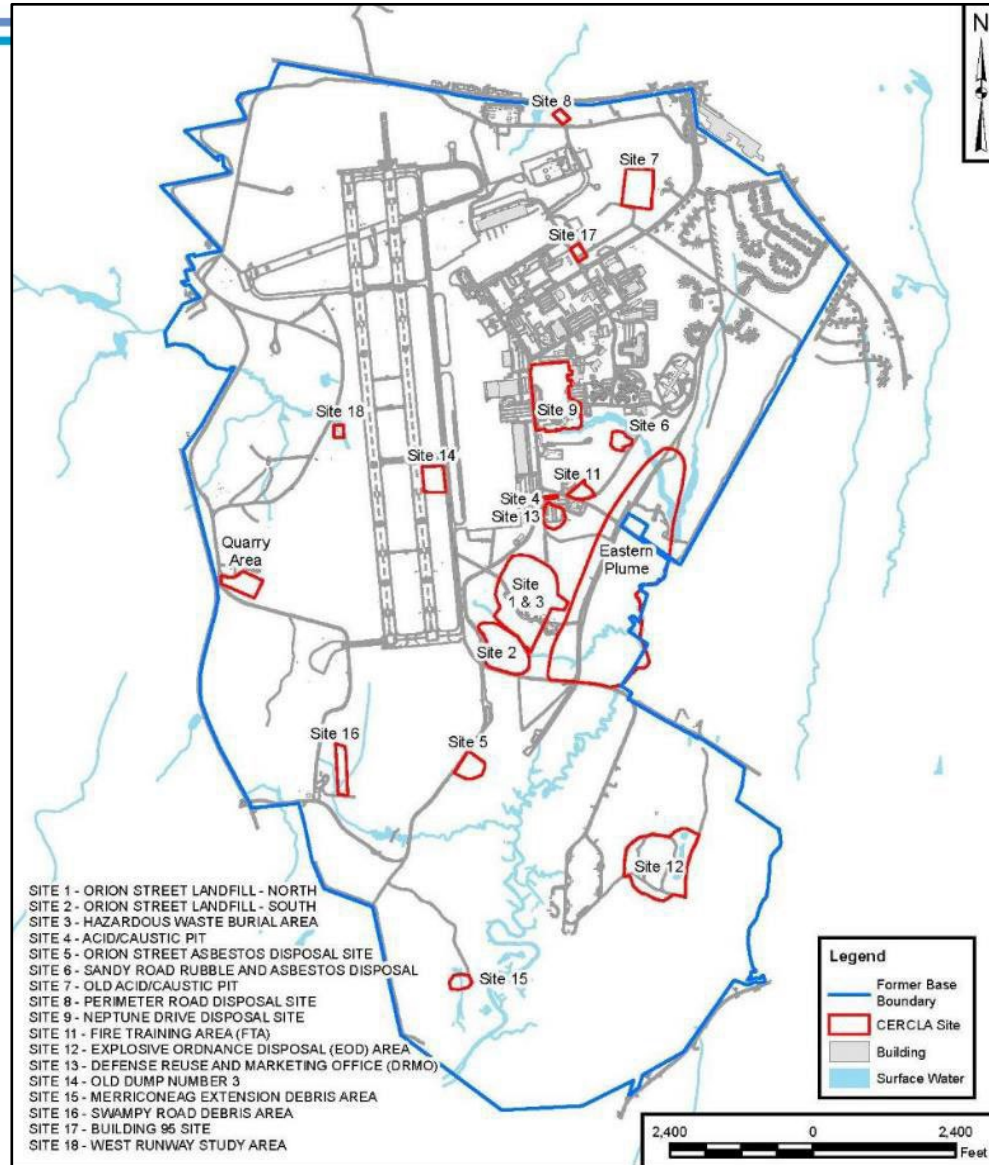 N
Site 8
Site 7
Site 17
Site 9
Site 6
Site 18
Site 14
Site 11
Site 4
Site 13
Quarry
Area
Eastern
Plume
Site
1 & 3
Site 2
Site 16
Site 5
Site 12
Site 15
SITE 1 - ORION STREET LANDFILL - NORTH
SITE 2 - ORION STREET LANDFILL - SOUTH
SITE 3 - HAZARDOUS WASTE BURIAL AREA
SITE 4 - ACID/CAUSTIC PIT
SITE 5 - ORION STREET ASBESTOS DISPOSAL SITE
SITE 6 - SANDY ROAD RUBBLE AND ASBESTOS DISPOSAL
SITE 7 - OLD ACID/CAUSTIC PIT
SITE 8 - PERIMETER ROAD DISPOSAL SITE
SITE 9 - NEPTUNE DRIVE DISPOSAL SITE
SITE 11 - FIRE TRAINING AREA (FTA)
SITE 12 - EXPLOSIVE ORDNANCE DISPOSAL (EOD) AREA
SITE 13 - DEFENSE REUSE AND MARKETING OFFICE (DRMO)
SITE 14 - OLD DUMP NUMBER 3
SITE 15 - MERRICONEAG EXTENSION DEBRIS AREA
SITE 16 - SWAMPY ROAD DEBRIS AREA
SITE 17 - BUILDING 95 SITE
SITE 18 - WEST RUNWAY STUDY AREA
Legend
Former Base
Boundary
CERCLA Site
Building
Surface Water
2,400 0 2,400
Feet